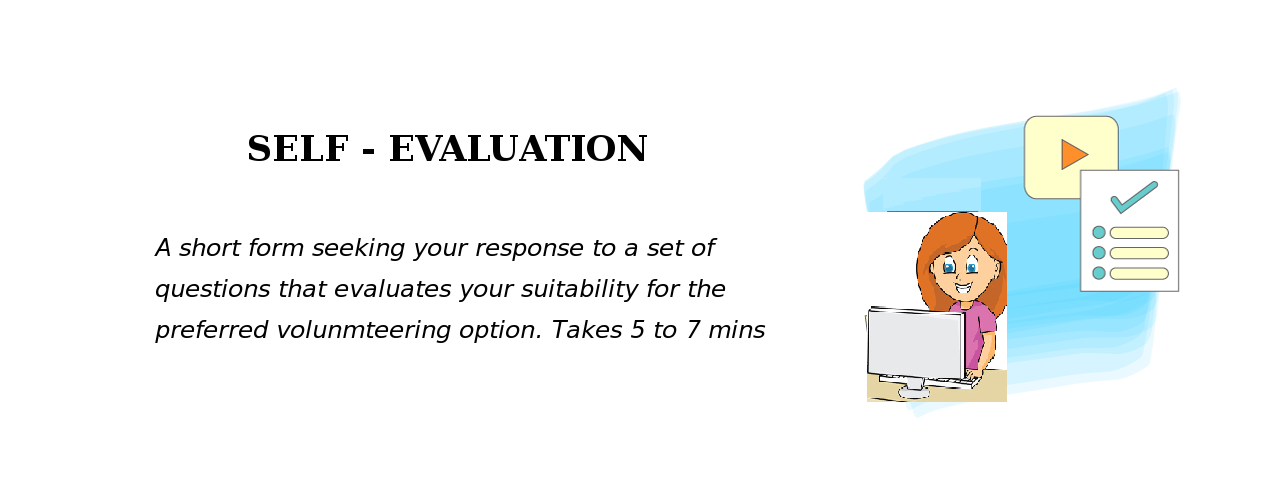 SELF - EVALUATION
A short form seeking your response to a set of
questions that evaluates your suitability for the
preferred volunmteering option. Takes 5 to 7 mins